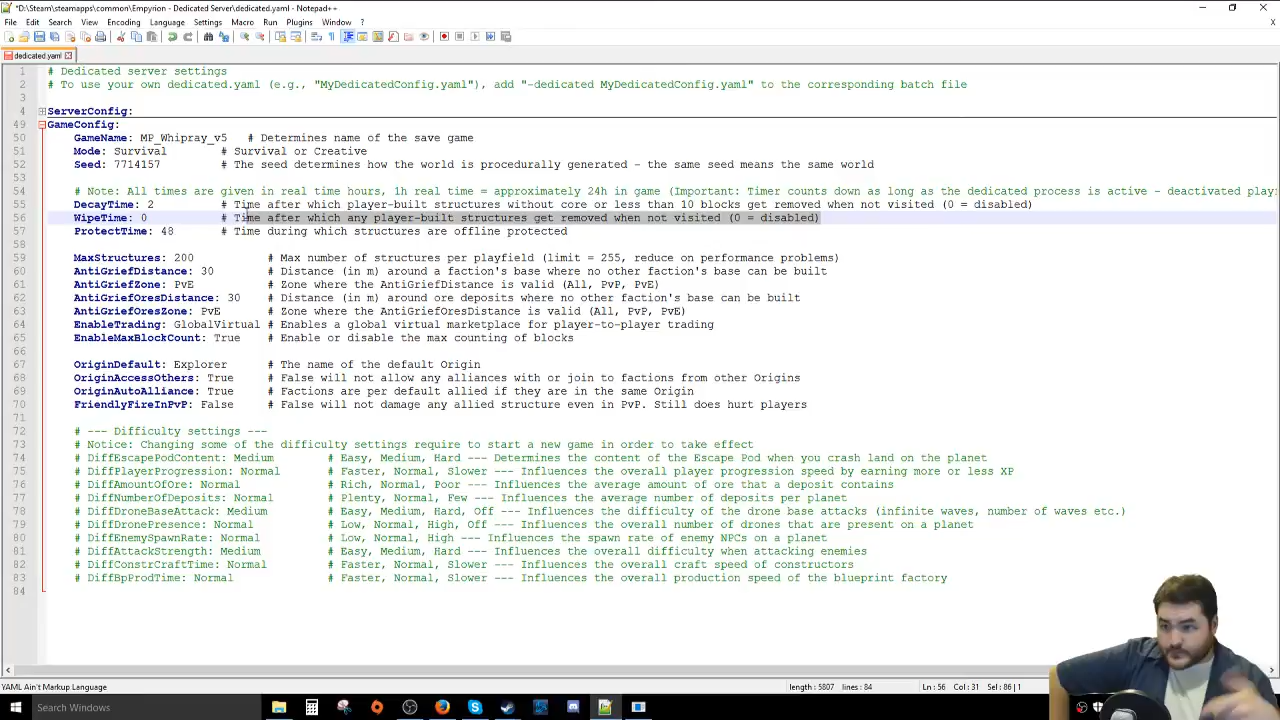 *D:\Steam\steamapps\common\Empyrion - Dedicated Server\dedicated.yaml - Notepad++
File Edit Search View Encoding Language Settings Macro Run Plugins Window ?
X
dedicated.yaml
1 # Dedicated server settings
2 # To use your own dedicated.yaml (e.g., "MyDedicatedConfig.yaml"), add "-dedicated MyDedicatedConfig.yaml" to the corresponding batch file
3
4 ServerConfig:
49 GameConfig:
50 GameName: MP_Whipray_v5 # Determines name of the save game
51 Mode: Survival # Survival or Creative
52 Seed: 7714157 # The seed determines how the world is procedurally generated - the same seed means the same world
53
54 # Note: All times are given in real time hours, 1h real time = approximately 24h in game (Important: Timer counts down as long as the dedicated process is active - deactivated play
55 DecayTime: 2 # Time after which player-built structures without core or less than 10 blocks get removed when not visited (0 = disabled)
56 WipeTime: 0 # Time after which any player-built structures get removed when not visited (0 = disabled)
57 ProtectTime: 48 # Time during which structures are offline protected
58
59 MaxStructures: 200 # Max number of structures per playfield (limit = 255, reduce on performance problems)
60 AntiGriefDistance: 30 # Distance (in m) around a faction's base where no other faction's base can be built
61 AntiGriefZone: PvE # Zone where the AntiGriefDistance is valid (All, PvP, PvE)
62 AntiGriefOresDistance: 30 # Distance (in m) around ore deposits where no other faction's base can be built
63 AntiGriefOresZone: PvE # Zone where the AntiGriefOresDistance is valid (All, PvP, PvE)
64 EnableTrading: GlobalVirtual # Enables a global virtual marketplace for player-to-player trading
65 EnableMaxBlockCount: True # Enable or disable the max counting of blocks
66
67 OriginDefault: Explorer # The name of the default Origin
68 OriginAccessOthers: True # False will not allow any alliances with or join to factions from other Origins
69 OriginAutoAlliance: True # Factions are per default allied if they are in the same Origin
70 FriendlyFireInPvP: False # False will not damage any allied structure even in PvP. Still does hurt players
71
72 # --- Difficulty settings ---
73 # Notice: Changing some of the difficulty settings require to start a new game in order to take effect
74 # DiffEscapePodContent: Medium # Easy, Medium, Hard --- Determines the content of the Escape Pod when you crash land on the planet
75 # DiffPlayerProgression: Normal # Faster, Normal, Slower --- Influences the overall player progression speed by earning more or less XP
76 # DiffAmountOfOre: Normal # Rich, Normal, Poor --- Influences the average amount of ore that a deposit contains
77 # DiffNumberOfDeposits: Normal # Plenty, Normal, Few --- Influences the average number of deposits per planet
78 # DiffDroneBaseAttack: Medium # Easy, Medium, Hard, Off --- Influences the difficulty of the drone base attacks (infinite waves, number of waves etc.)
79 # DiffDronePresence: Normal # Low, Normal, High, Off --- Influences the overall number of drones that are present on a planet
80 # DiffEnemySpawnRate: Normal # Low, Normal, High --- Influences the spawn rate of enemy NPCs on a planet
81 # DiffAttackStrength: Medium # Easy, Medium, Hard --- Influences the overall difficulty when attacking enemies
82 # DiffConstrCraftTime: Normal # Faster, Normal, Slower --- Influences the overall craft speed of constructors
83 # DiffBpProdTime: Normal # Faster, Normal, Slower --- Influences the overall production speed of the blueprint factory
84
YAML Ain't Markup Language length : 5807 lines : 84 Ln : 56 Col : 31 Sel : 86 | 1
Search Windows